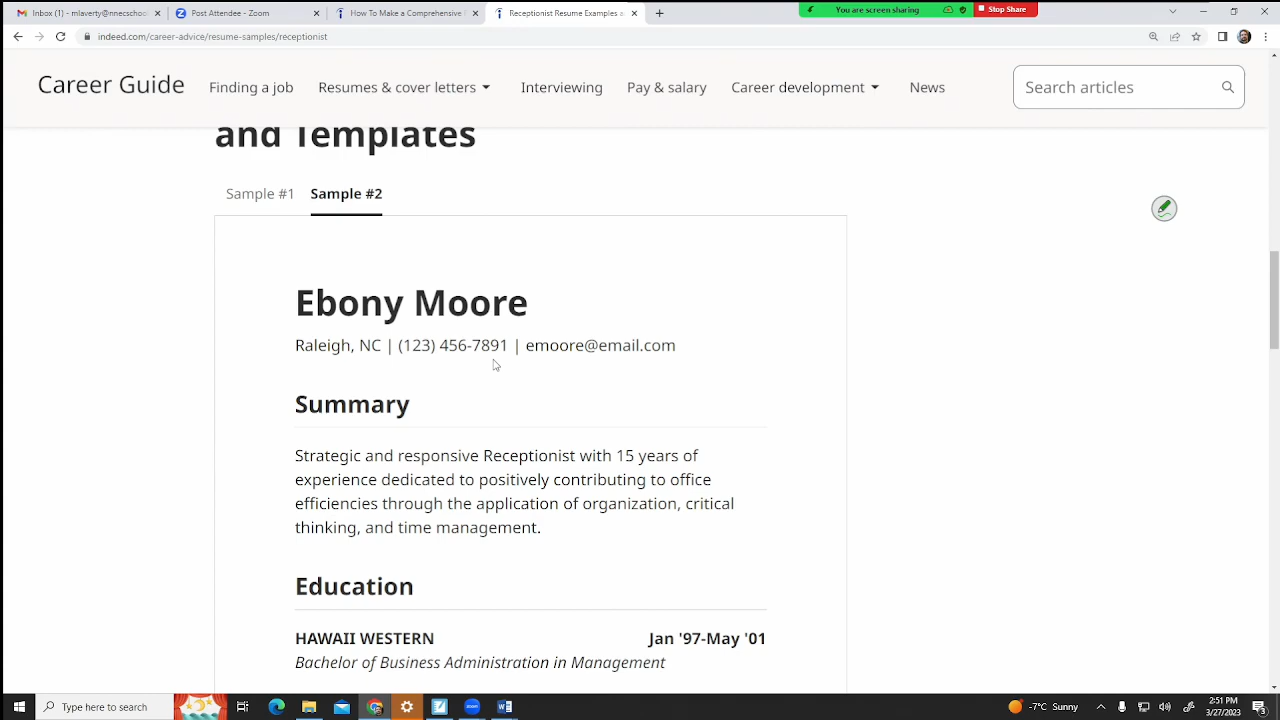 Inbox (1) - mlaverty@nnecschoo
Post Attendee - Zoom
How To Make a Comprehensive
Receptionist Resume Examples a
You are screen sharing
Stop Share
indeed.com/career-advice/resume-samples/receptionist
Career Guide
Finding a job
Resumes & cover letters
Interviewing
Pay & salary
Career development
News
Search articles
and Templates
Sample #1
Sample #2
Ebony Moore
Raleigh, NC | (123) 456-7891 | emoore@email.com
Summary
Strategic and responsive Receptionist with 15 years of
experience dedicated to positively contributing to office
efficiencies through the application of organization, critical
thinking, and time management.
Education
HAWAII WESTERN
Jan '97-May '01
Bachelor of Business Administration in Management
Type here to search
zoom
7°C Sunny
2:51 PM
3/27/2023